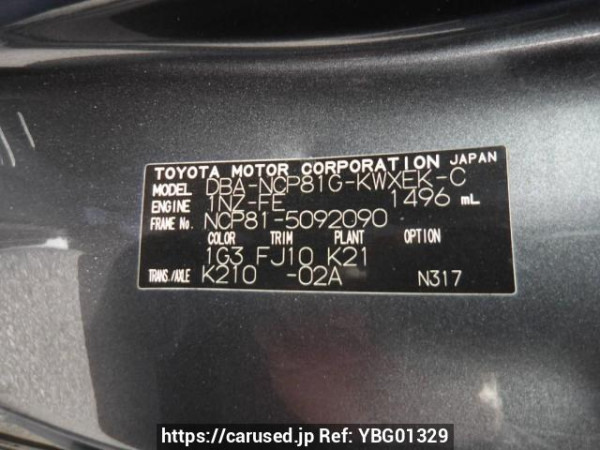 TOYOTA MOTOR CORPORATION JAPAN
MODEL DBA-NCP81G-KWXEK-C
ENGINE 1NZ-FE 1496 mL
FRAME No. NCP81-5092090
COLOR TRIM PLANT OPTION
1G3 FJ10 K21
TRANS./AXLE K210 -02A N317
https://carused.jp Ref: YBG01329